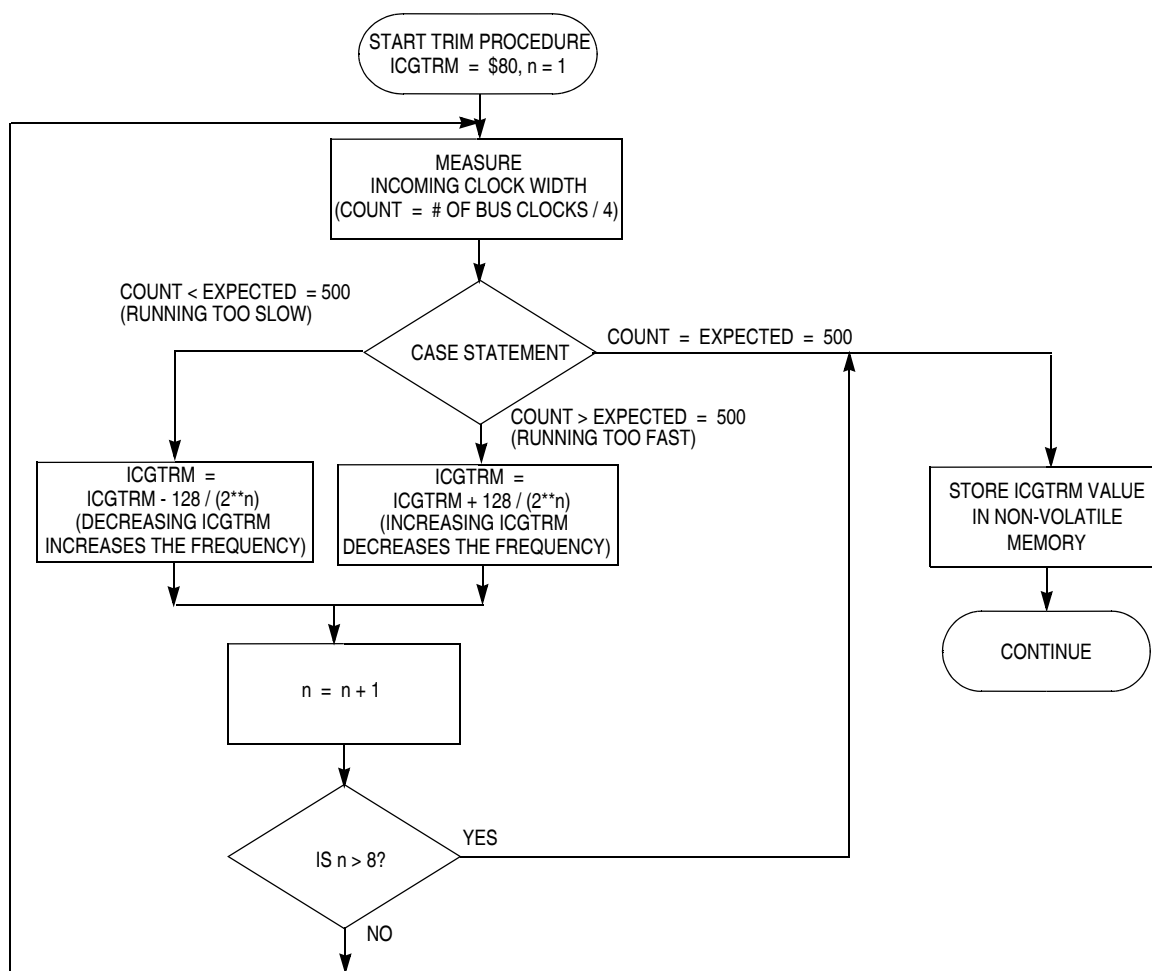 START TRIM PROCEDURE
ICGTRM = $80, n = 1
MEASURE
INCOMING CLOCK WIDTH
(COUNT = # OF BUS CLOCKS / 4)
COUNT < EXPECTED = 500
(RUNNING TOO SLOW)
CASE STATEMENT
COUNT = EXPECTED = 500
COUNT > EXPECTED = 500
(RUNNING TOO FAST)
ICGTRM =
ICGTRM - 128 / (2**n)
(DECREASING ICGTRM
INCREASES THE FREQUENCY)
ICGTRM =
ICGTRM + 128 / (2**n)
(INCREASING ICGTRM
DECREASES THE FREQUENCY)
STORE ICGTRM VALUE
IN NON-VOLATILE
MEMORY
CONTINUE
n = n + 1
IS n > 8?
YES
NO